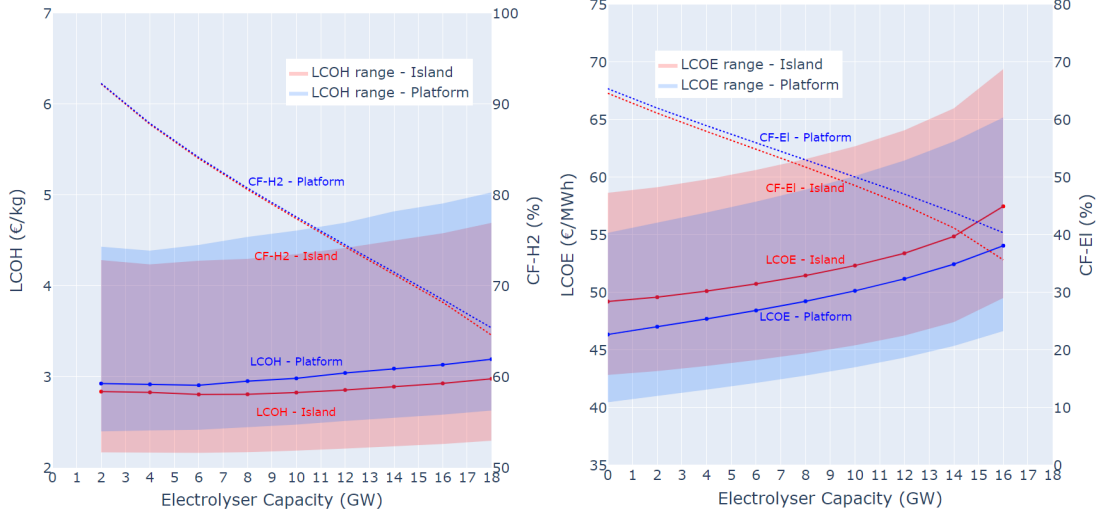 7
6
5
4
3
2
LCOH (€/kg)
100
90
80
70
60
50
CF-H2 (%)
LCOH range - Island
LCOH range - Platform
CF-H2 - Platform
CF-H2 - Island
LCOH - Platform
LCOH - Island
0 1 2 3 4 5 6 7 8 9 10 11 12 13 14 15 16 17 18
Electrolyser Capacity (GW)
75
70
65
60
55
50
45
40
35
LCOE (€/MWh)
80
70
60
50
40
30
20
10
0
CF-El (%)
LCOE range - Island
LCOE range - Platform
CF-El - Platform
CF-El - Island
LCOE - Island
LCOE - Platform
0 1 2 3 4 5 6 7 8 9 10 11 12 13 14 15 16 17 18
Electrolyser Capacity (GW)